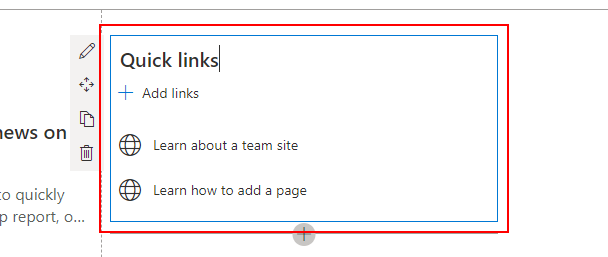 Quick links
Add links
news on
Learn about a team site
Learn how to add a page
to quickly
p report, o...